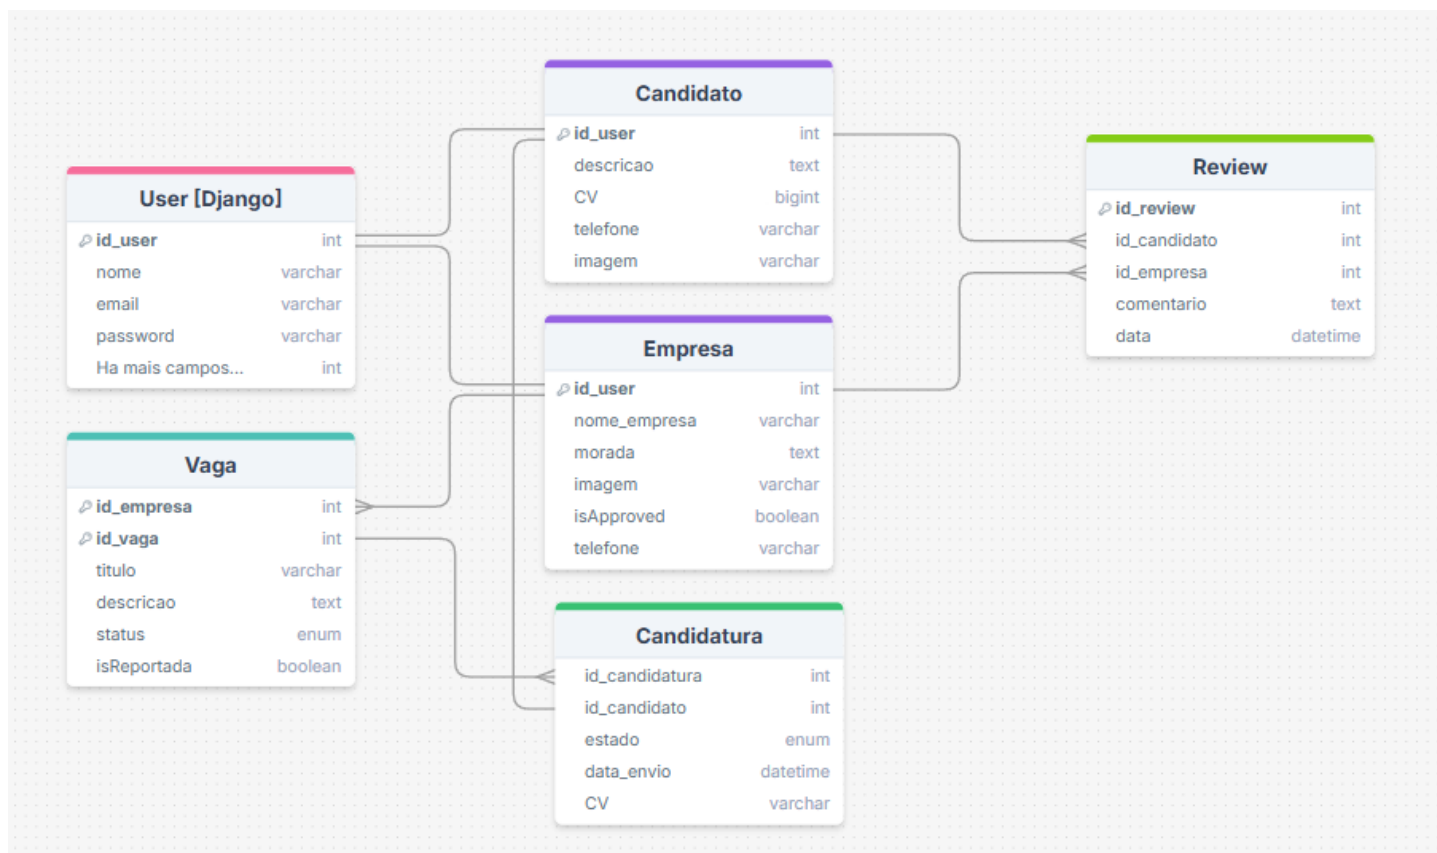 User [Django]
id_user int
nome varchar
email varchar
password varchar
Ha mais campos... int
Vaga
id_empresa int
id_vaga int
titulo varchar
descricao text
status enum
isReportada boolean
Candidato
id_user int
descricao text
CV bigint
telefone varchar
imagem varchar
Empresa
id_user int
nome_empresa varchar
morada text
imagem varchar
isApproved boolean
telefone varchar
Candidatura
id_candidatura int
id_candidato int
estado enum
data_envio datetime
CV varchar
Review
id_review int
id_candidato int
id_empresa int
comentario text
data datetime